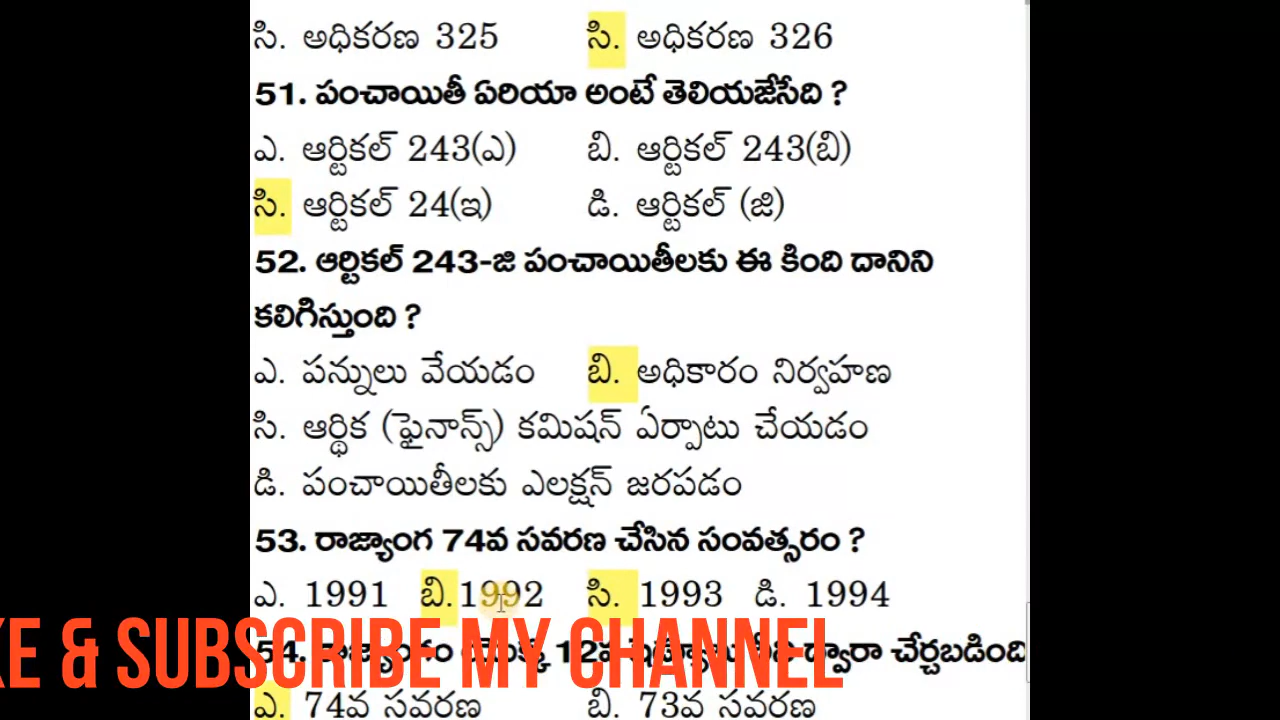 సి. అధికరణ 325 సి. అధికరణ 326
51. పంచాయితీ ఏరియా అంటే తెలియజేసేది ?
ఎ. ఆర్టికల్ 243(ఎ) బి. ఆర్టికల్ 243(బి)
సి. ఆర్టికల్ 24(ఇ) డి. ఆర్టికల్ (జి)
52. ఆర్టికల్ 243-జి పంచాయితీలకు ఈ కింది దానిని
కలిగిస్తుంది ?
ఎ. పన్నులు వేయడం బి. అధికారం నిర్వహణ
సి. ఆర్థిక (ఫైనాన్స్) కమిషన్ ఏర్పాటు చేయడం
డి. పంచాయితీలకు ఎలక్షన్ జరపడం
53. రాజ్యాంగ 74వ సవరణ చేసిన సంవత్సరం ?
ఎ. 1991 బి. 1992 సి. 1993 డి. 1994
KE & SUBSCRIBE MY CHANNEL
54. 12వ ద్వారా చేర్చబడింది
ఎ. 74వ సవరణ బి. 73వ సవరణ